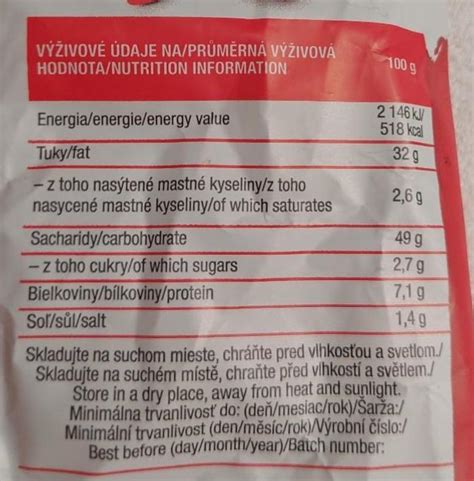 VÝŽIVOVÉ ÚDAJE NA/PRŮMĚRNÁ VÝŽIVOVÁ
HODNOTA/NUTRITION INFORMATION 100 g
Energia/energie/energy value 2 146 kJ/
518 kcal
Tuky/fat 32 g
– z toho nasýtené mastné kyseliny/z toho
nasycené mastné kyseliny/of which saturates 2,6 g
Sacharidy/carbohydrate 49 g
– z toho cukry/of which sugars 2,7 g
Bielkoviny/bílkoviny/protein 7,1 g
Soľ/sůl/salt 1,4 g
Skladujte na suchom mieste, chráňte pred vlhkosťou a svetlom./
Skladujte na suchém místě, chraňte před vlhkostí a světlem./
Store in a dry place, away from heat and sunlight.
Minimálna trvanlivosť do: (deň/mesiac/rok)/Šarža:/
Minimální trvanlivost (den/měsíc/rok)/Výrobní číslo:/
Best before (day/month/year)/Batch number: